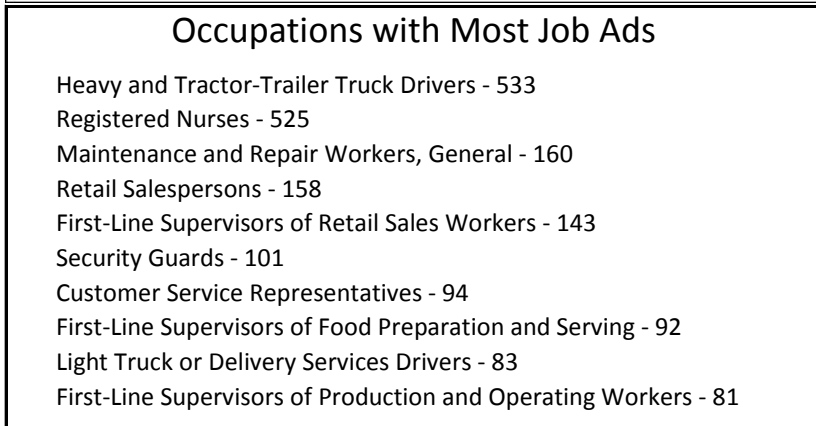 Occupations with Most Job Ads
Heavy and Tractor-Trailer Truck Drivers - 533
Registered Nurses - 525
Maintenance and Repair Workers, General - 160
Retail Salespersons - 158
First-Line Supervisors of Retail Sales Workers - 143
Security Guards - 101
Customer Service Representatives - 94
First-Line Supervisors of Food Preparation and Serving - 92
Light Truck or Delivery Services Drivers - 83
First-Line Supervisors of Production and Operating Workers - 81